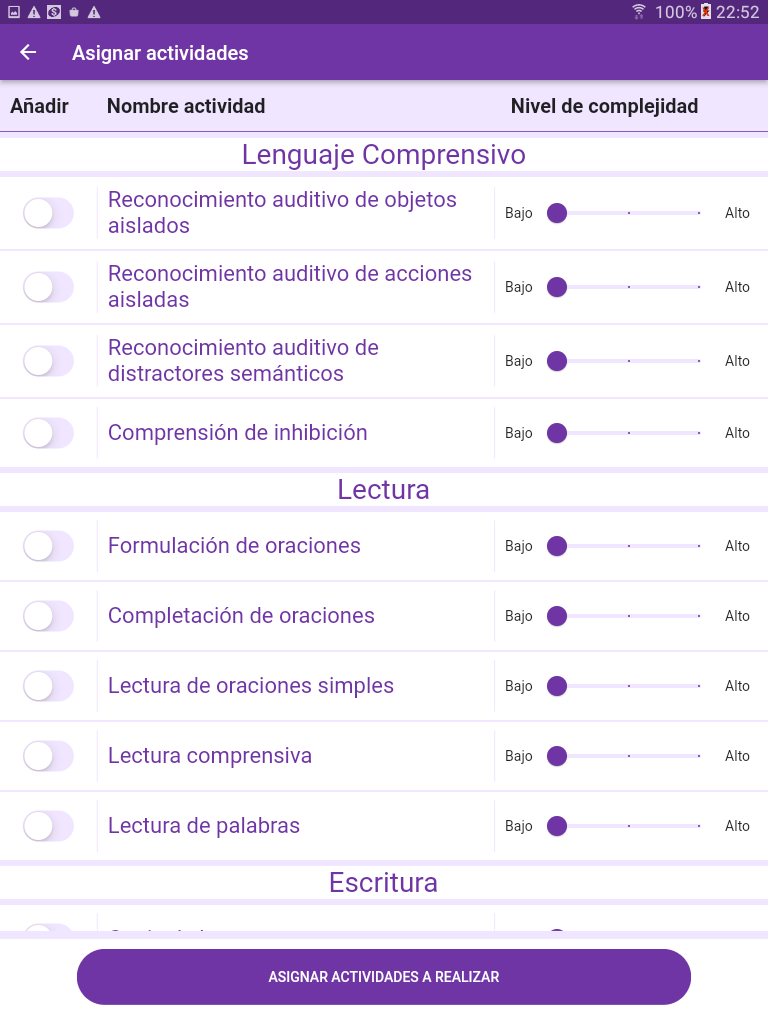 100% 22:52
Asignar actividades
Añadir Nombre actividad Nivel de complejidad
Lenguaje Comprensivo
Reconocimiento auditivo de objetos
aislados
Bajo Alto
Reconocimiento auditivo de acciones
aisladas
Bajo Alto
Reconocimiento auditivo de
distractores semánticos
Bajo Alto
Comprensión de inhibición
Bajo Alto
Lectura
Formulación de oraciones
Bajo Alto
Completación de oraciones
Bajo Alto
Lectura de oraciones simples
Bajo Alto
Lectura comprensiva
Bajo Alto
Lectura de palabras
Bajo Alto
Escritura
ASIGNAR ACTIVIDADES A REALIZAR